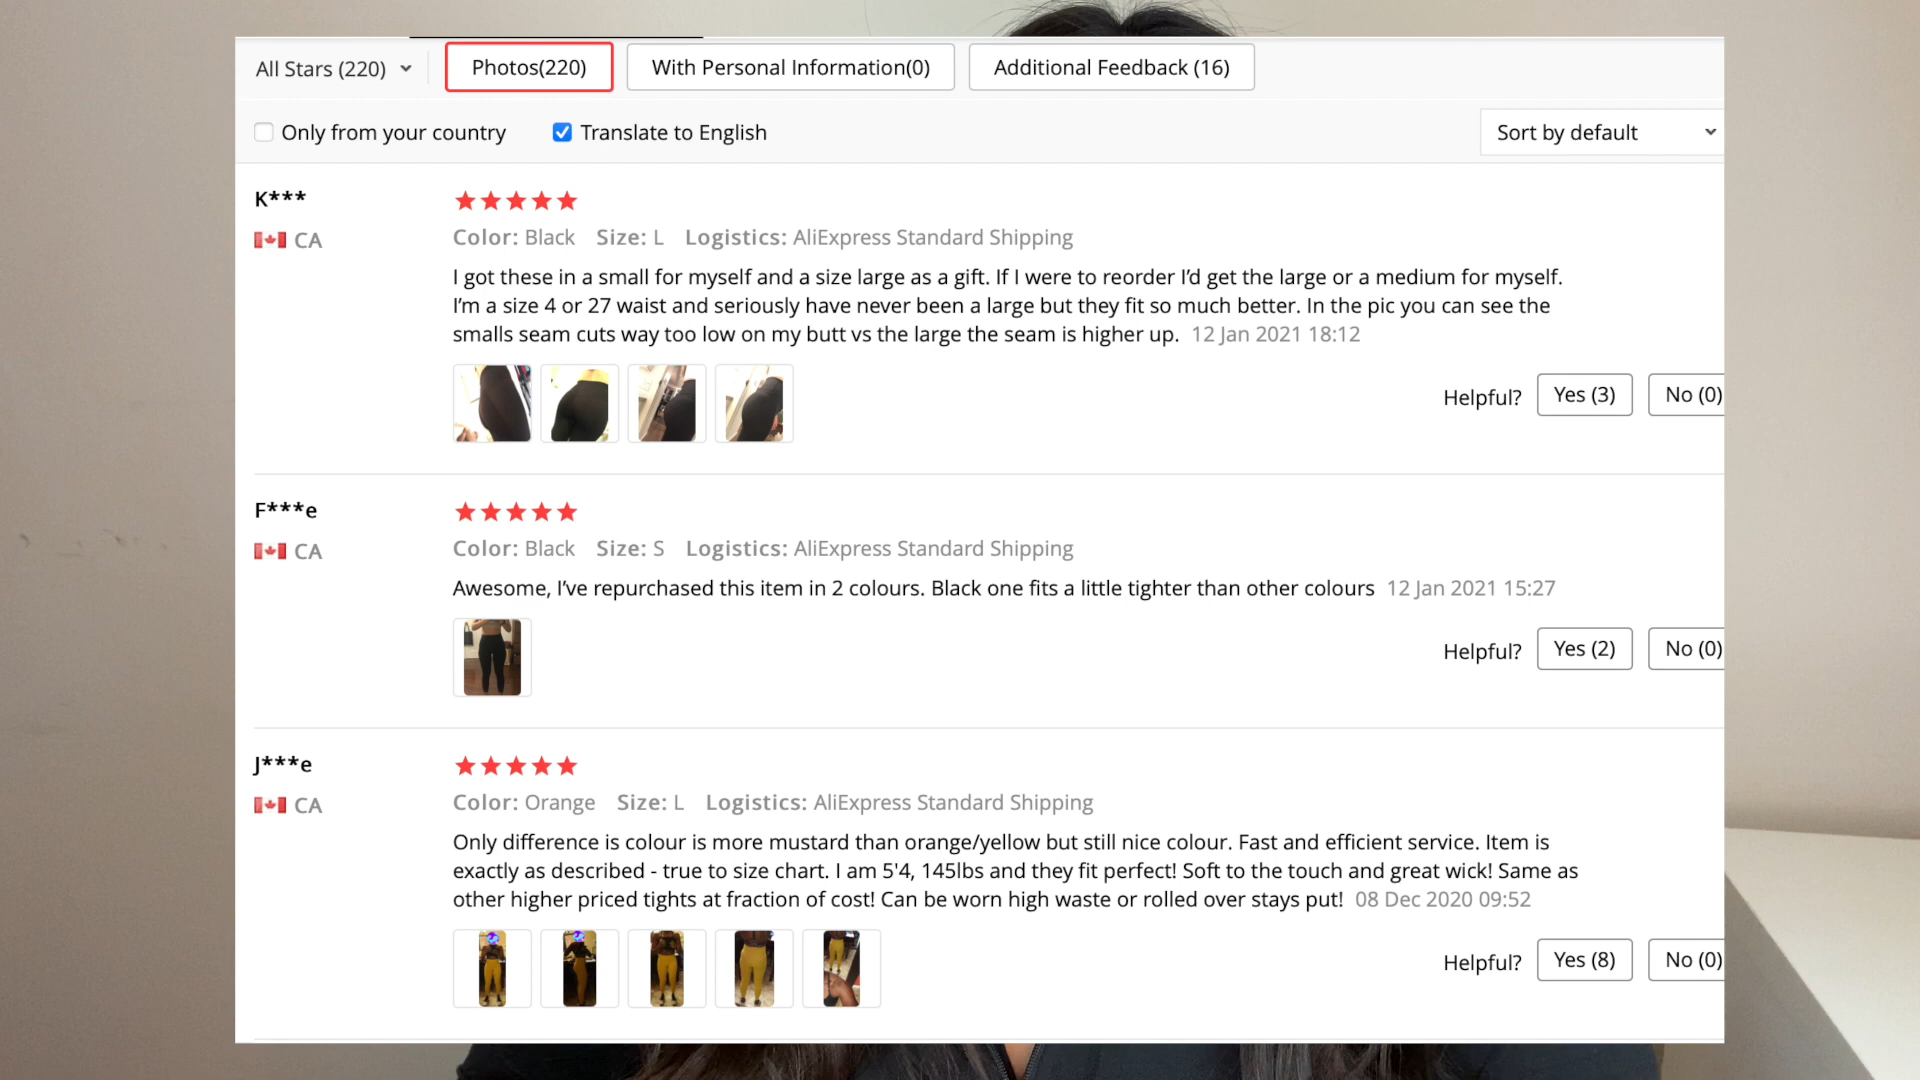 All Stars (220)
Photos(220)
With Personal Information(0)
Additional Feedback (16)
Only from your country
Translate to English
Sort by default
K***
CA
Color: Black Size: L Logistics: AliExpress Standard Shipping
I got these in a small for myself and a size large as a gift. If I were to reorder I'd get the large or a medium for myself.
I'm a size 4 or 27 waist and seriously have never been a large but they fit so much better. In the pic you can see the
smalls seam cuts way too low on my butt vs the large the seam is higher up. 12 Jan 2021 18:12
Helpful?
Yes (3)
No (0)
F***e
CA
Color: Black Size: S Logistics: AliExpress Standard Shipping
Awesome, I've repurchased this item in 2 colours. Black one fits a little tighter than other colours 12 Jan 2021 15:27
Helpful?
Yes (2)
No (0)
J***e
CA
Color: Orange Size: L Logistics: AliExpress Standard Shipping
Only difference is colour is more mustard than orange/yellow but still nice colour. Fast and efficient service. Item is
exactly as described - true to size chart. I am 5'4, 145lbs and they fit perfect! Soft to the touch and great wick! Same as
other higher priced tights at fraction of cost! Can be worn high waste or rolled over stays put! 08 Dec 2020 09:52
Helpful?
Yes (8)
No (0)